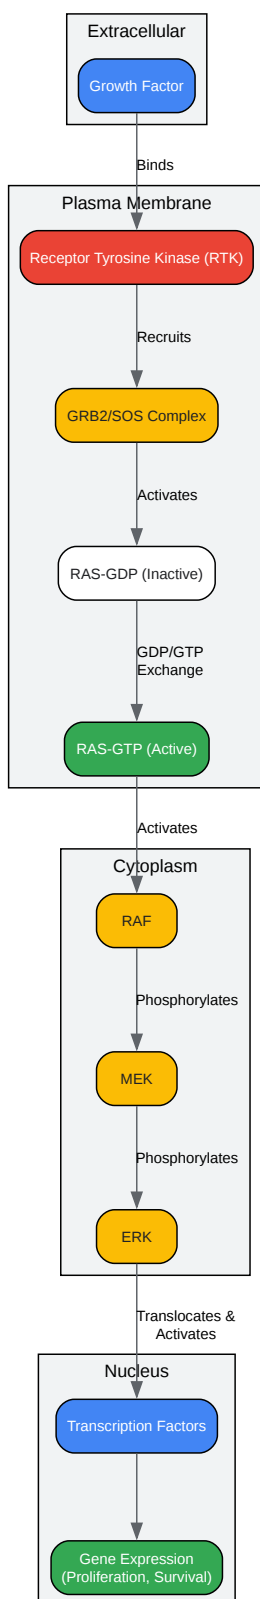 Extracellular
Growth Factor
Binds
Plasma Membrane
Receptor Tyrosine Kinase (RTK)
Recruits
GRB2/SOS Complex
Activates
RAS-GDP (Inactive)
GDP/GTP
Exchange
RAS-GTP (Active)
Activates
Cytoplasm
RAF
Phosphorylates
MEK
Phosphorylates
ERK
Translocates &
Activates
Nucleus
Transcription Factors
Gene Expression
(Proliferation, Survival)